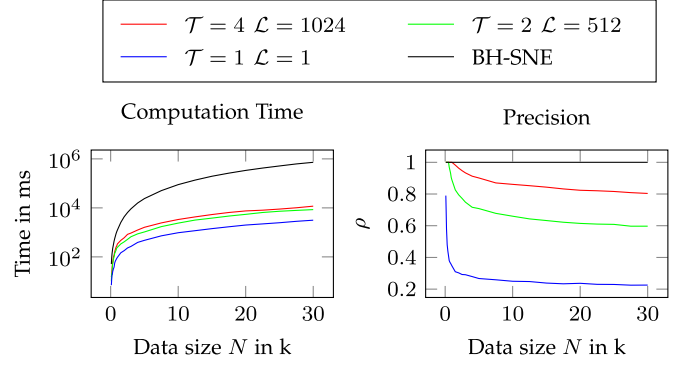 𝒯 = 4 ℒ = 1024
𝒯 = 2 ℒ = 512
𝒯 = 1 ℒ = 1
BH-SNE
Computation Time
Time in ms
10^6
10^4
10^2
0
10
20
30
Data size N in k
Precision
ρ
1
0.8
0.6
0.4
0.2
0
10
20
30
Data size N in k